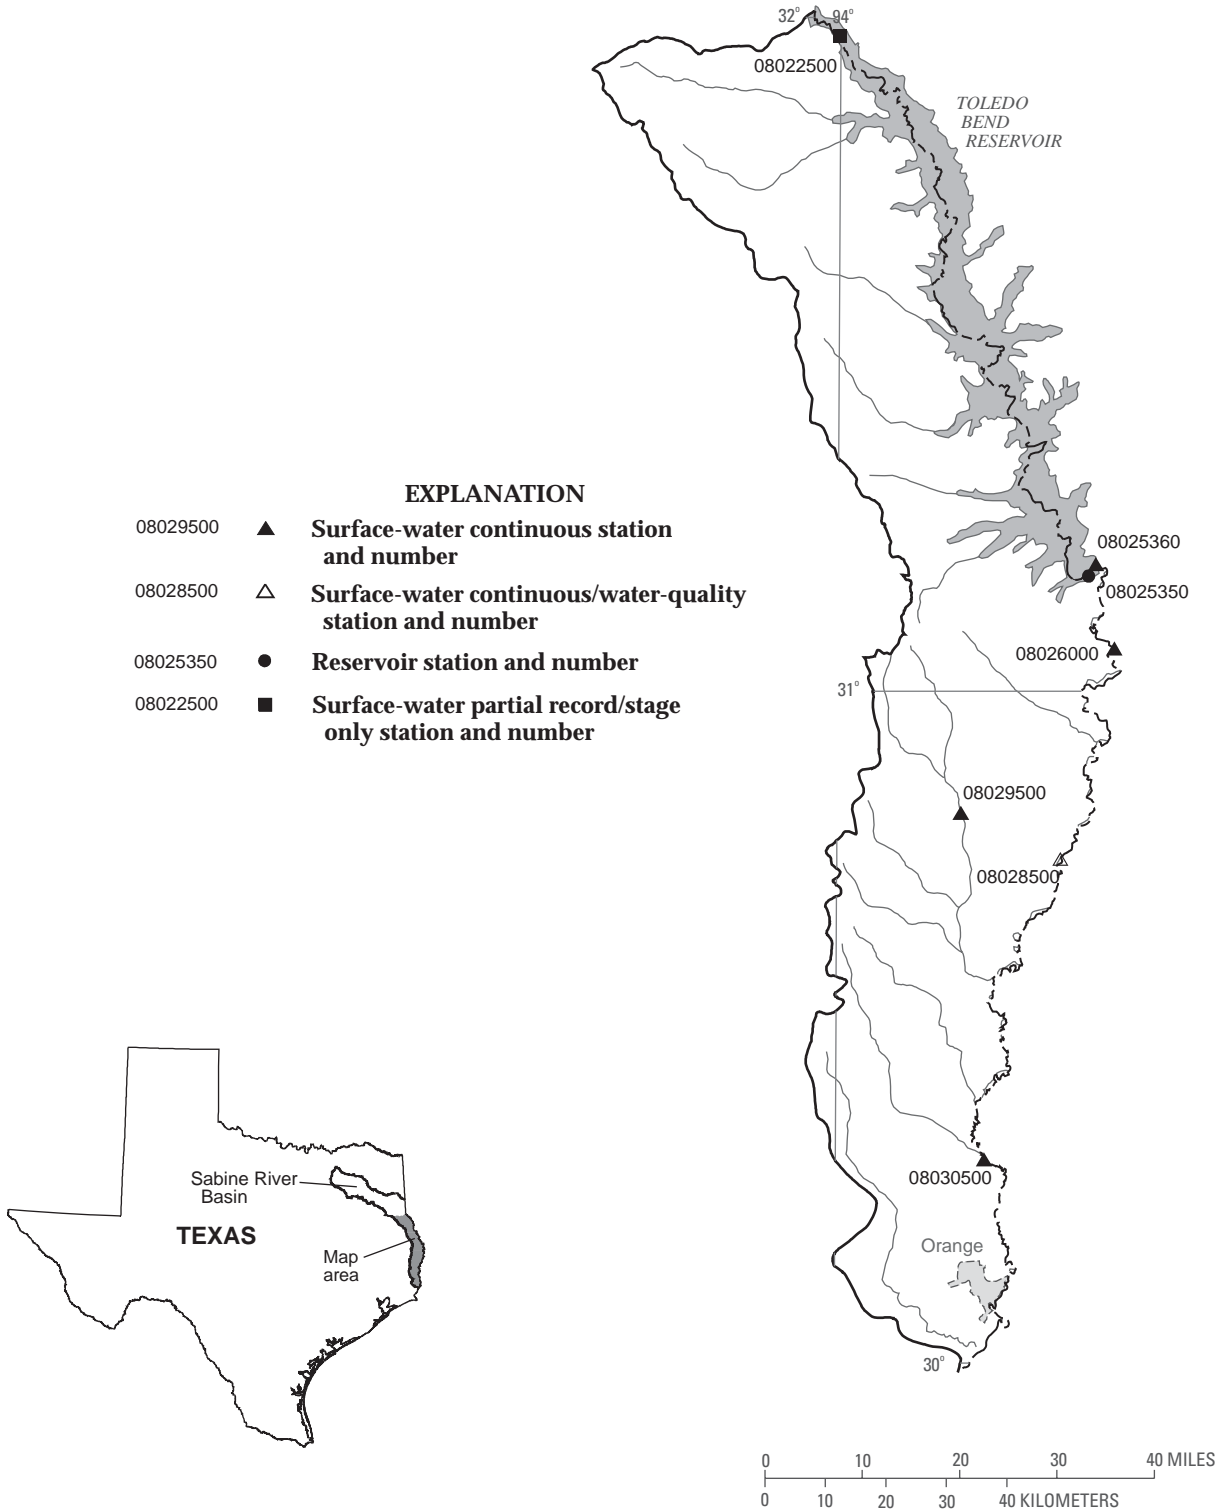 32° 94°
08022500
TOLEDO
BEND
RESERVOIR
EXPLANATION
08029500 Surface-water continuous station
and number
08028500 Surface-water continuous/water-quality
station and number
08025350 Reservoir station and number
08022500 Surface-water partial record/stage
only station and number
08025360
08025350
08026000
31°
08029500
08028500
08030500
Orange
30°
Sabine River
Basin
TEXAS
Map
area
0 10 20 30 40 MILES
0 10 20 30 40 KILOMETERS